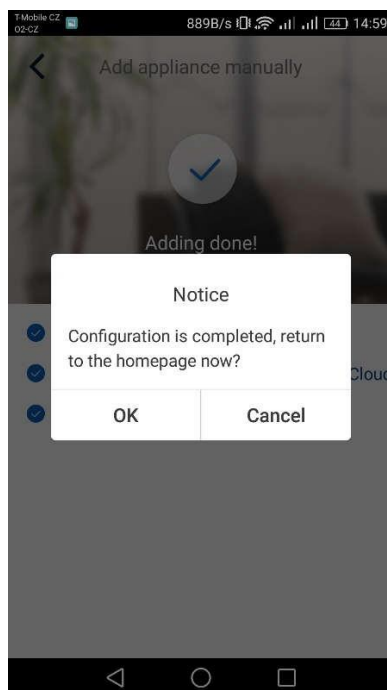 T-Mobile CZ
O2-CZ
889B/s 44 14:59
Add appliance manually
Adding done!
Notice
Configuration is completed, return
to the homepage now?
Cloud
OK Cancel